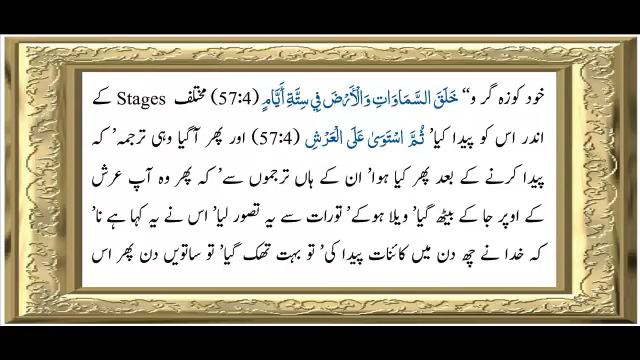 خود کوزہ گر و“ خَلَقَ السَّمَاوَاتِ وَالْأَرْضَ فِي سِتَّةِ أَيَّامٍ (57:4) مختلف Stages کے
اندر اس کو پیدا کیا’ ثُمَّ اسْتَوَىٰ عَلَى الْعَرْشِ (57:4) اور پھر آگیا وہی ترجمہ’ کہ
پیدا کرنے کے بعد پھر کیا ہوا’ ان کے ہاں ترجموں سے’ کہ پھر وہ آپ عرش
کے اوپر جا کے بیٹھ گیا’ ویلا ہو کے’ تورات سے یہ تصور لیا’ اس نے یہ کہا ہے نا’
کہ خدا نے چھ دن میں کائنات پیدا کی’ تو بہت تھک گیا’ تو ساتویں دن پھر اس